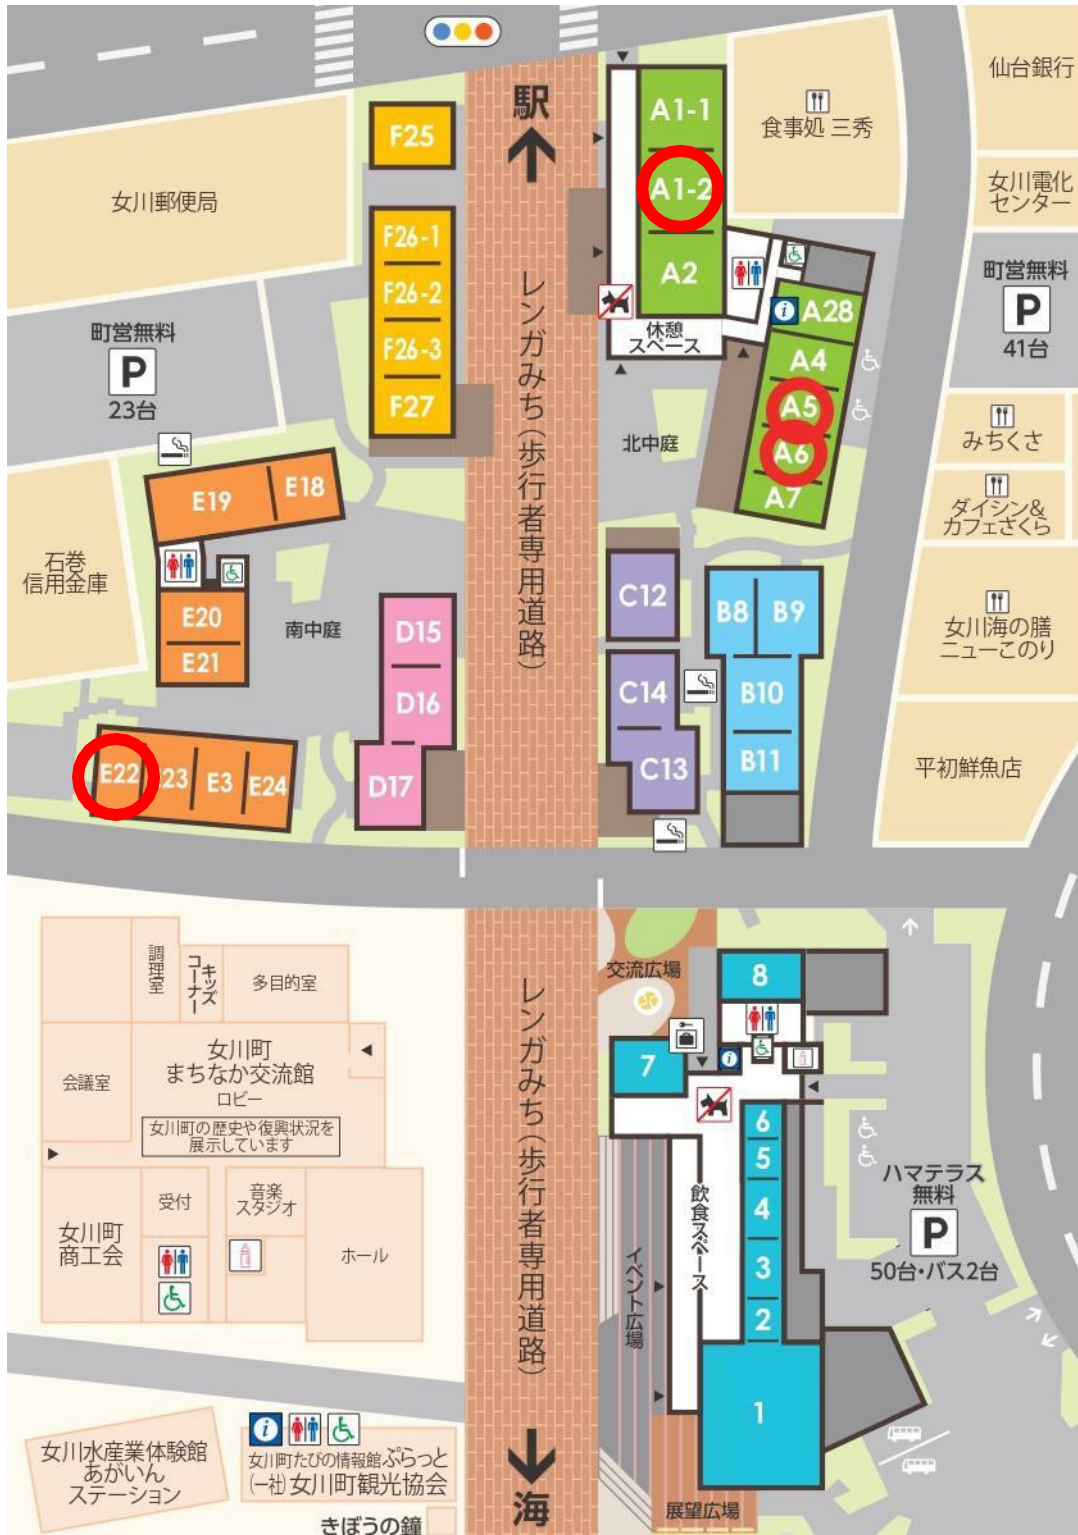 仙台銀行
駅
A1-1
食事処 三秀
F25
A1-2
女川電化
センター
女川郵便局
F26-1
A2
町営無料
P
41台
F26-2
休憩
スペース
A28
町営無料
P
23台
F26-3
A4
F27
A5
A6
A7
北中庭
みちくさ
ダイシン&
カフェさくら
レンガみち(歩行者専用道路)
E19
E18
石巻
信用金庫
C12
B8
B9
女川海の膳
ニューこのり
E20
E21
南中庭
D15
D16
D17
C14
C13
B10
B11
平初鮮魚店
E22
E23
E3
E24
調理室
キッズ
コーナー
多目的室
交流広場
8
女川町
まちなか交流館
ロビー
会議室
7
女川町の歴史や復興状況を
展示しています
6
5
4
3
2
1
レンガみち(歩行者専用道路)
飲食スペース
イベント広場
ハマテラス
無料
P
50台・バス2台
受付
音楽
スタジオ
女川町
商工会
ホール
女川水産業体験館
あがいん
ステーション
女川町たびの情報館ぷらっと
(一社)女川町観光協会
きぼうの鐘
海
展望広場